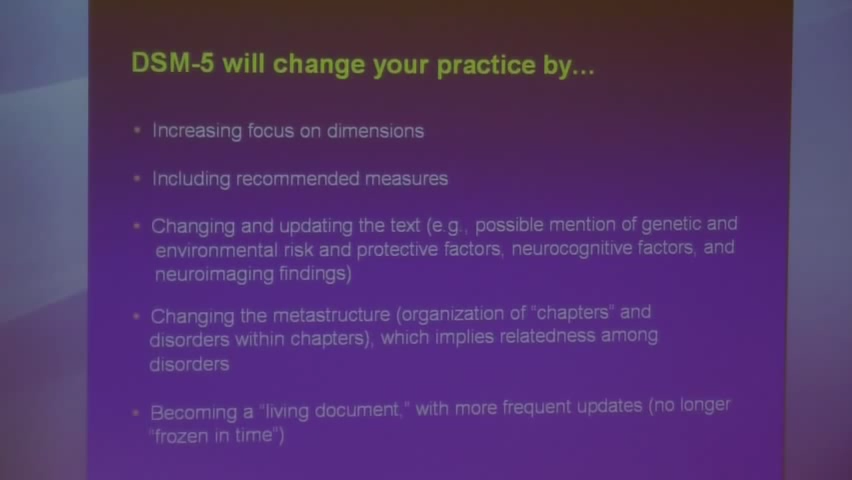 DSM-5 will change your practice by...
• Increasing focus on dimensions
• Including recommended measures
• Changing and updating the text (e.g., possible mention of genetic and
environmental risk and protective factors, neurocognitive factors, and
neuroimaging findings)
• Changing the metastructure (organization of "chapters" and
disorders within chapters), which implies relatedness among
disorders
• Becoming a "living document," with more frequent updates (no longer
"frozen in time")